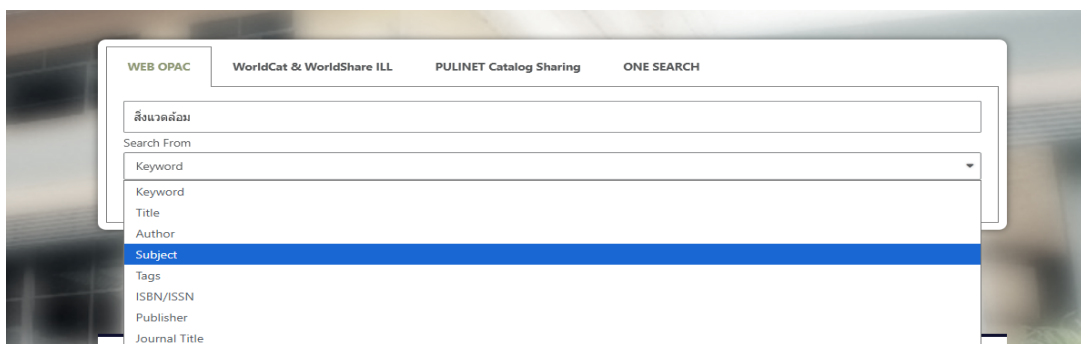 WEB OPAC WorldCat & WorldShare ILL PULINET Catalog Sharing ONE SEARCH
สิ่งแวดล้อม
Search From
Keyword
Keyword
Title
Author
Subject
Tags
ISBN/ISSN
Publisher
Journal Title